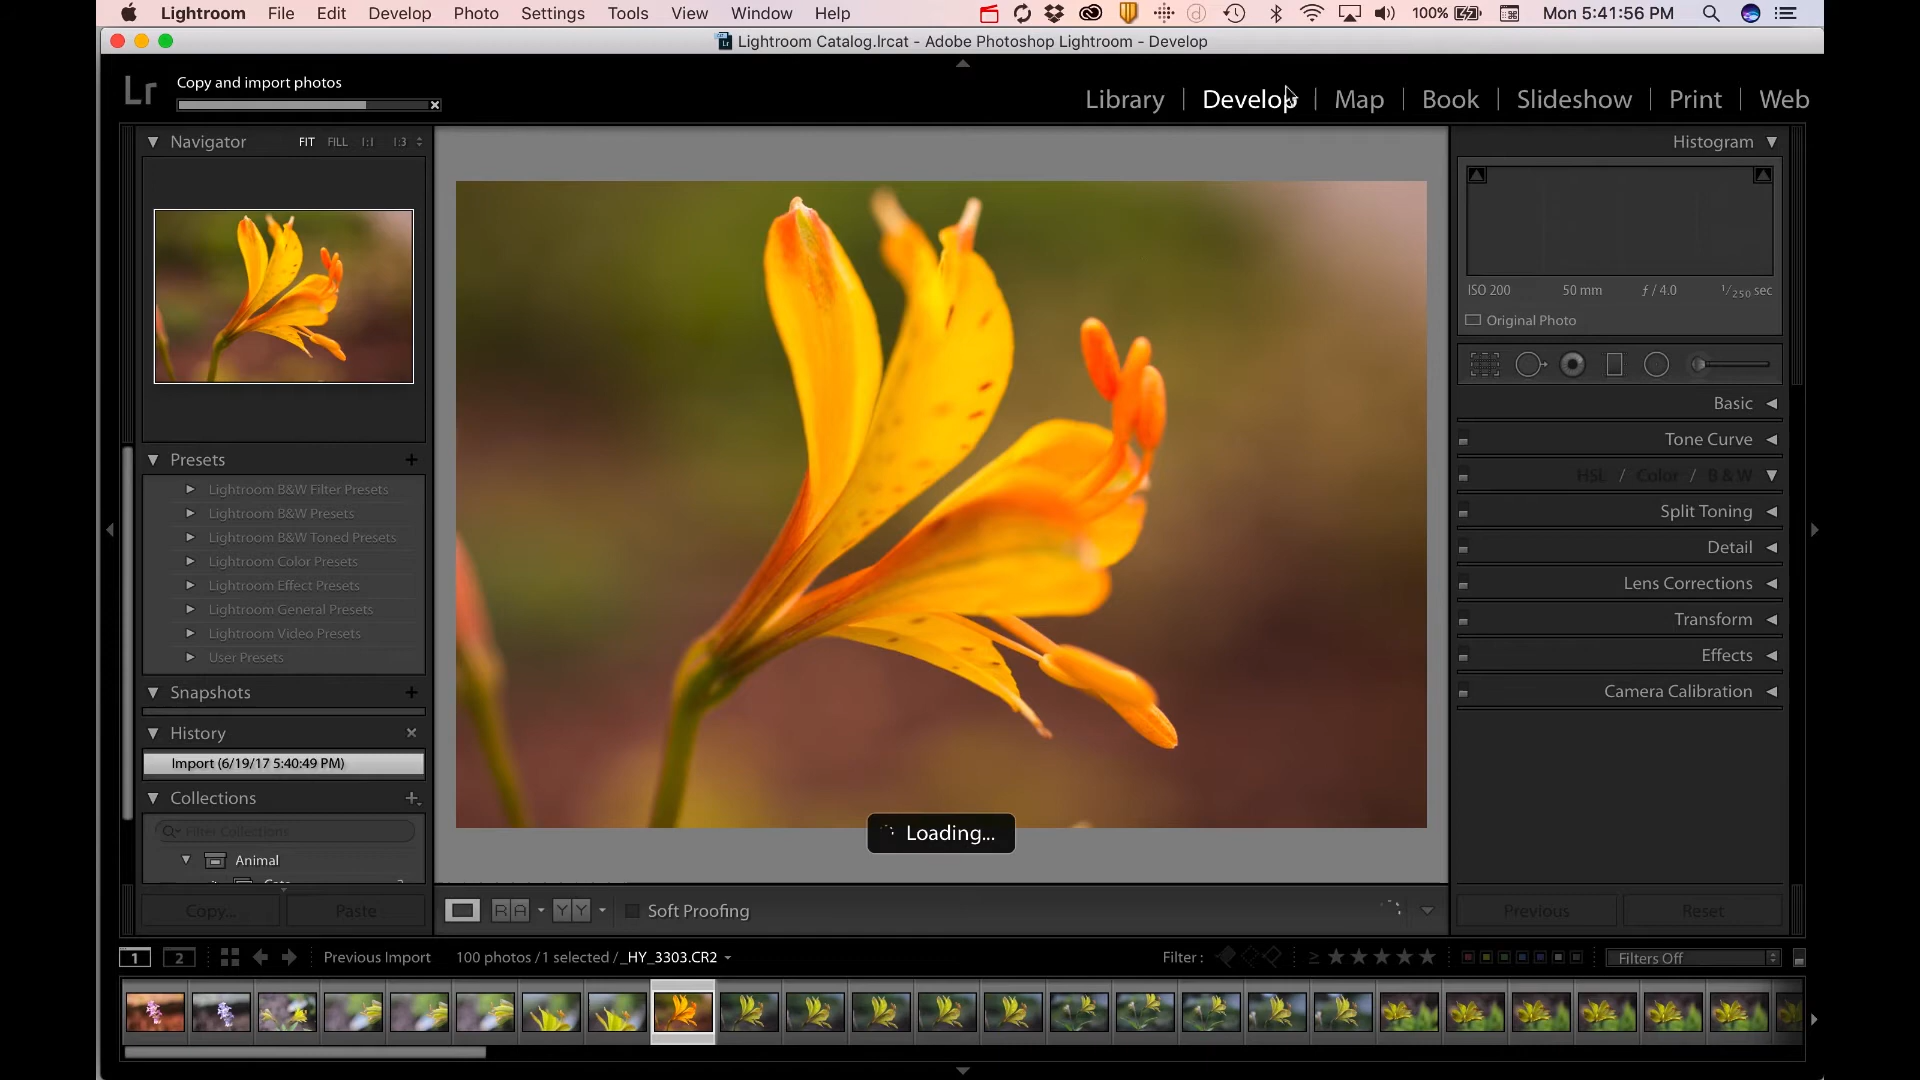 Lightroom File Edit Develop Photo Settings Tools View Window Help 100% Mon 5:41:56 PM
Lightroom Catalog.lrcat - Adobe Photoshop Lightroom - Develop
Lr Copy and import photos
Library | Develop | Map | Book | Slideshow | Print | Web
Navigator FIT FILL 1:1 1:3
Histogram
ISO 200 50 mm ƒ / 4.0 1/250 sec
Original Photo
Basic
Tone Curve
HSL / Color / B & W
Split Toning
Detail
Lens Corrections
Transform
Effects
Camera Calibration
Presets +
Lightroom B&W Filter Presets
Lightroom B&W Presets
Lightroom B&W Toned Presets
Lightroom Color Presets
Lightroom Effect Presets
Lightroom General Presets
Lightroom Video Presets
User Presets
Snapshots +
History ×
Import (6/19/17 5:40:49 PM)
Collections +
Filter Collections
Animal
Loading...
Copy... Paste
R A Y Y Soft Proofing
Previous Reset
1 2 Previous Import 100 photos / 1 selected / _HY_3303.CR2 Filter : ≥ ★★★★★ Filters Off